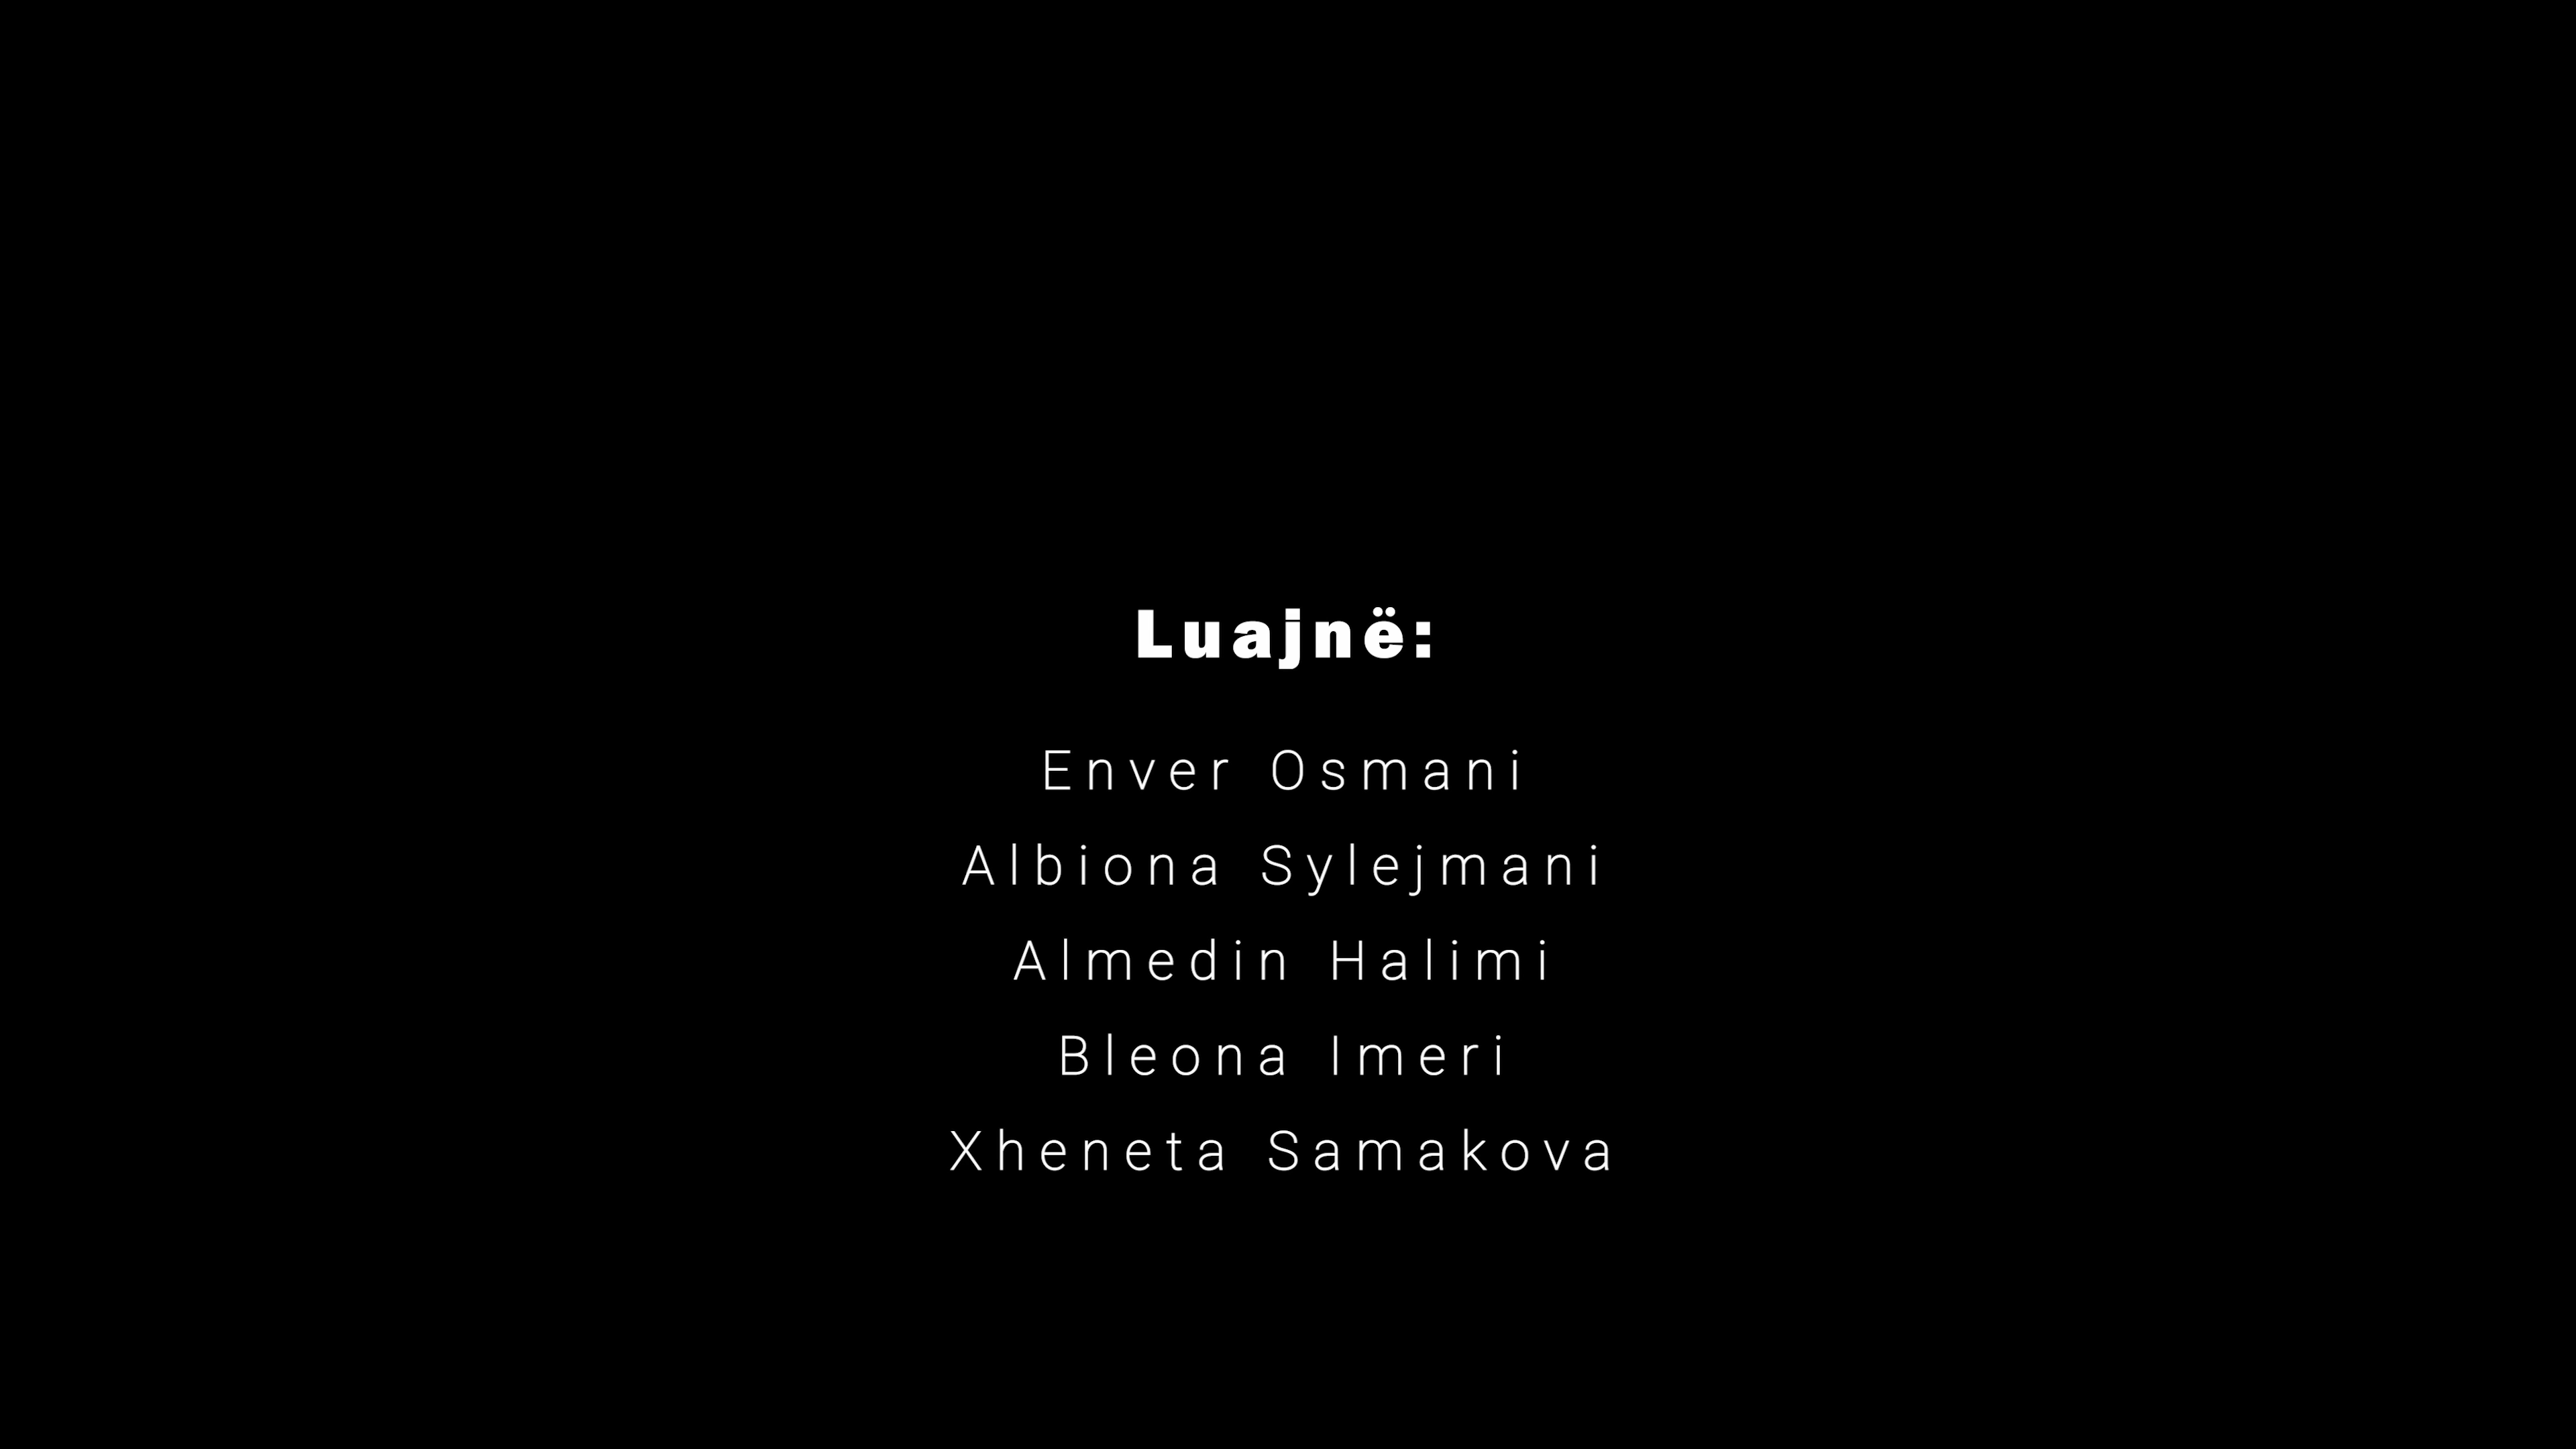 Luajnë:
Enver Osmani
Albiona Sylejmani
Almedin Halimi
Bleona Imeri
Xheneta Samakova